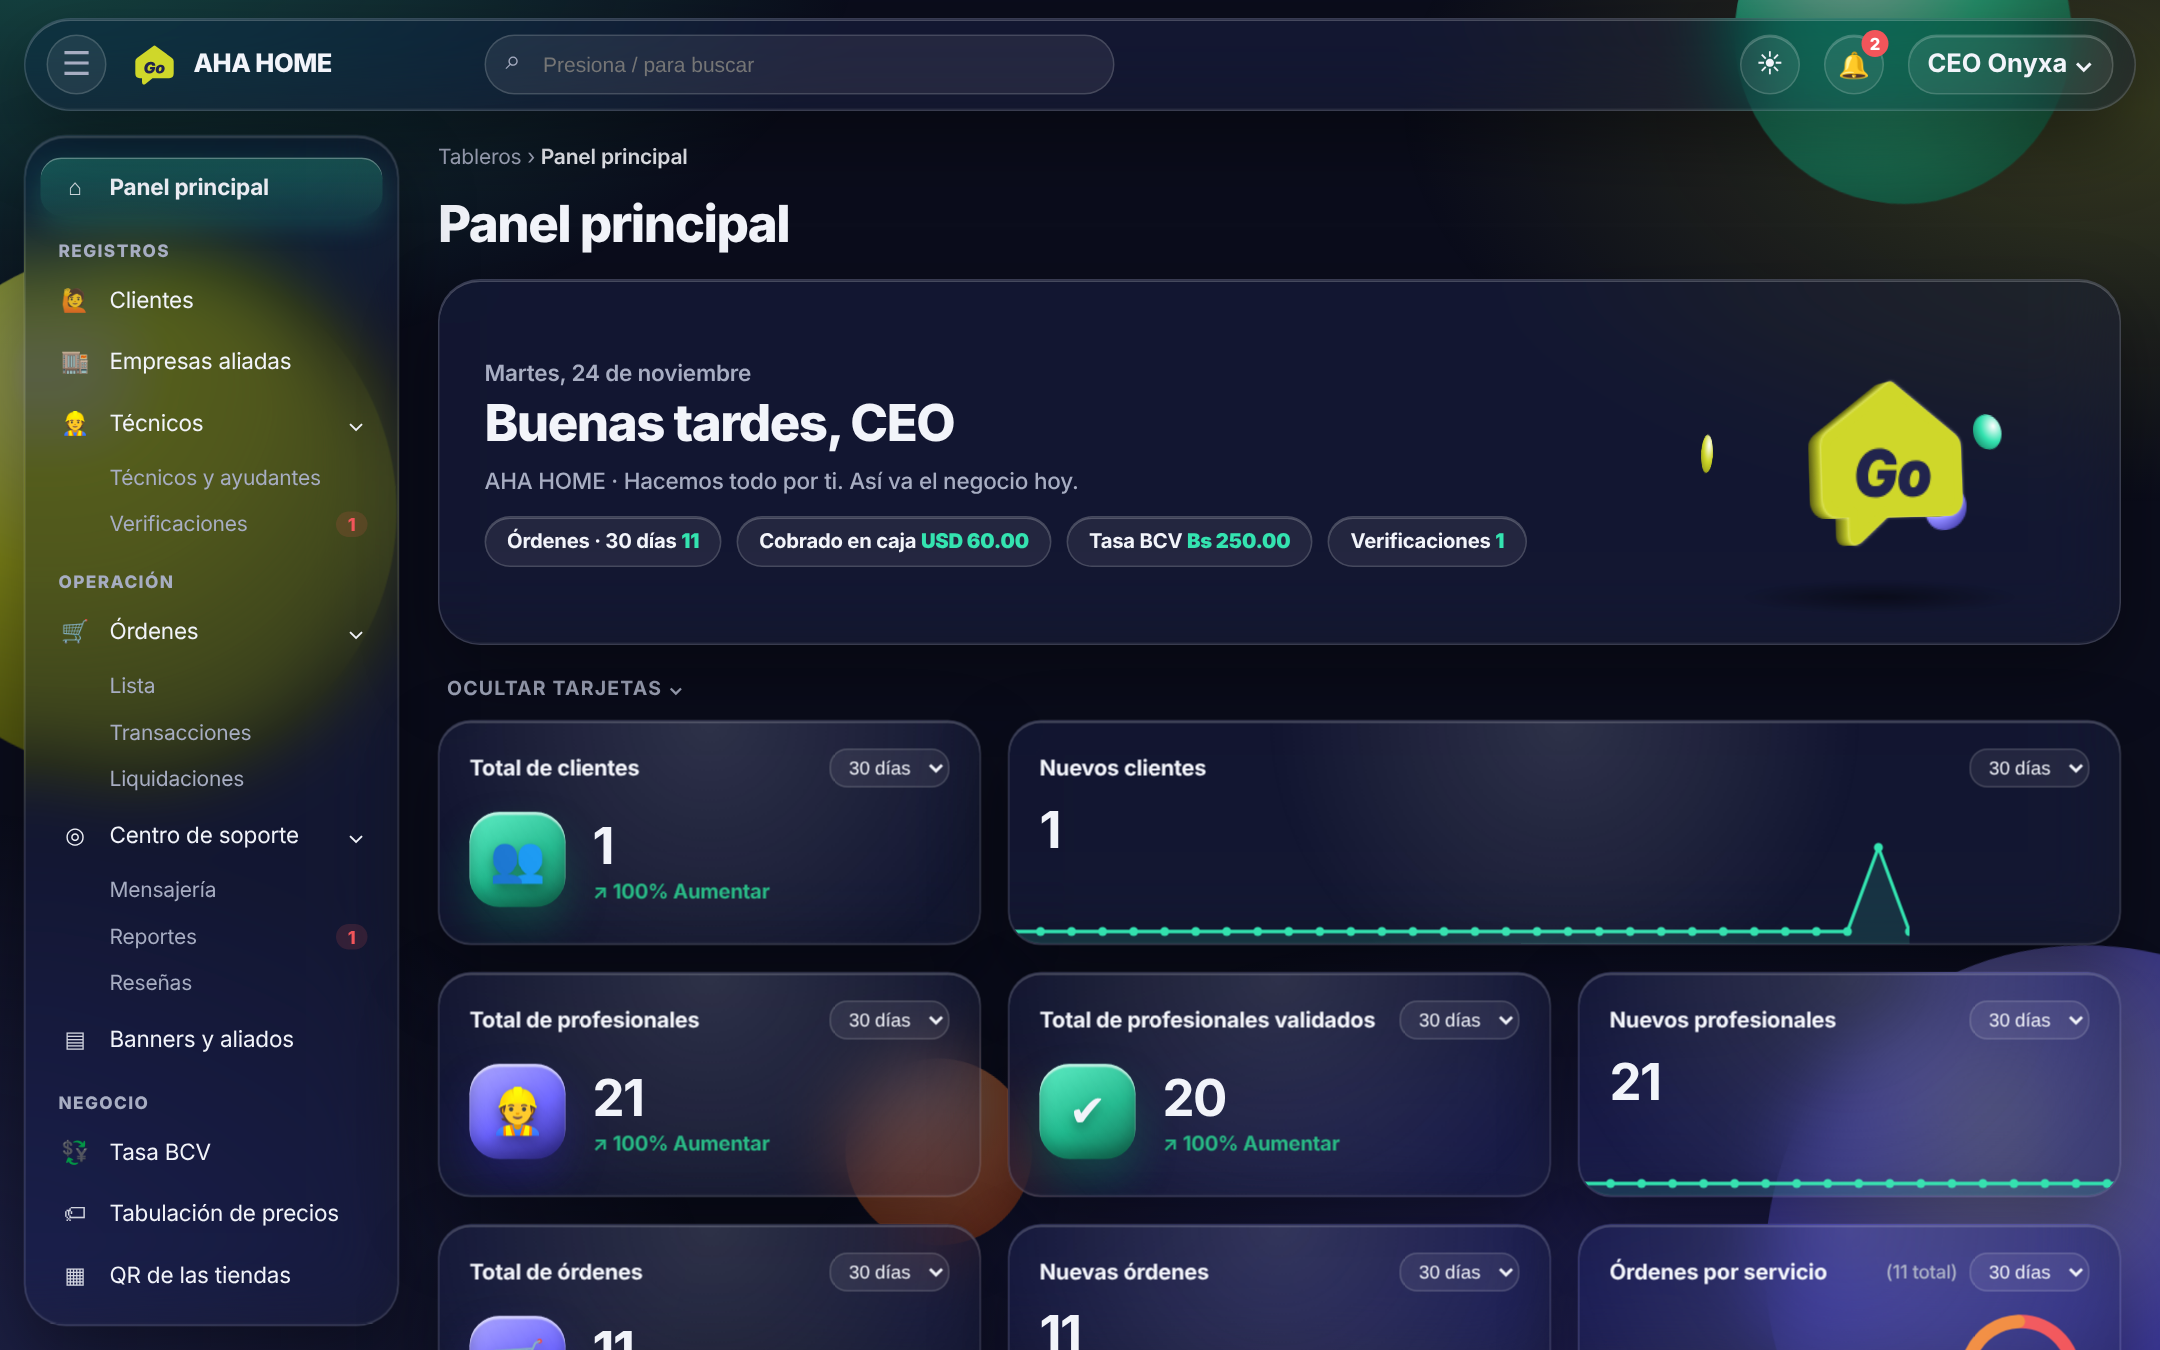 AHA HOME
Go
Presiona / para buscar
2
CEO Onyxa
Panel principal
REGISTROS
Clientes
Empresas aliadas
Técnicos
Técnicos y ayudantes
Verificaciones 1
OPERACIÓN
Órdenes
Lista
Transacciones
Liquidaciones
Centro de soporte
Mensajería
Reportes 1
Reseñas
Banners y aliados
NEGOCIO
Tasa BCV
Tabulación de precios
QR de las tiendas
Tableros › Panel principal
Panel principal
Martes, 24 de noviembre
Buenas tardes, CEO
AHA HOME · Hacemos todo por ti. Así va el negocio hoy.
Órdenes · 30 días 11
Cobrado en caja USD 60.00
Tasa BCV Bs 250.00
Verificaciones 1
Go
OCULTAR TARJETAS
Total de clientes 30 días
1
↗ 100% Aumentar
Nuevos clientes 30 días
1
Total de profesionales 30 días
21
↗ 100% Aumentar
Total de profesionales validados 30 días
20
↗ 100% Aumentar
Nuevos profesionales 30 días
21
Total de órdenes 30 días
11
Nuevas órdenes 30 días
11
Órdenes por servicio (11 total) 30 días